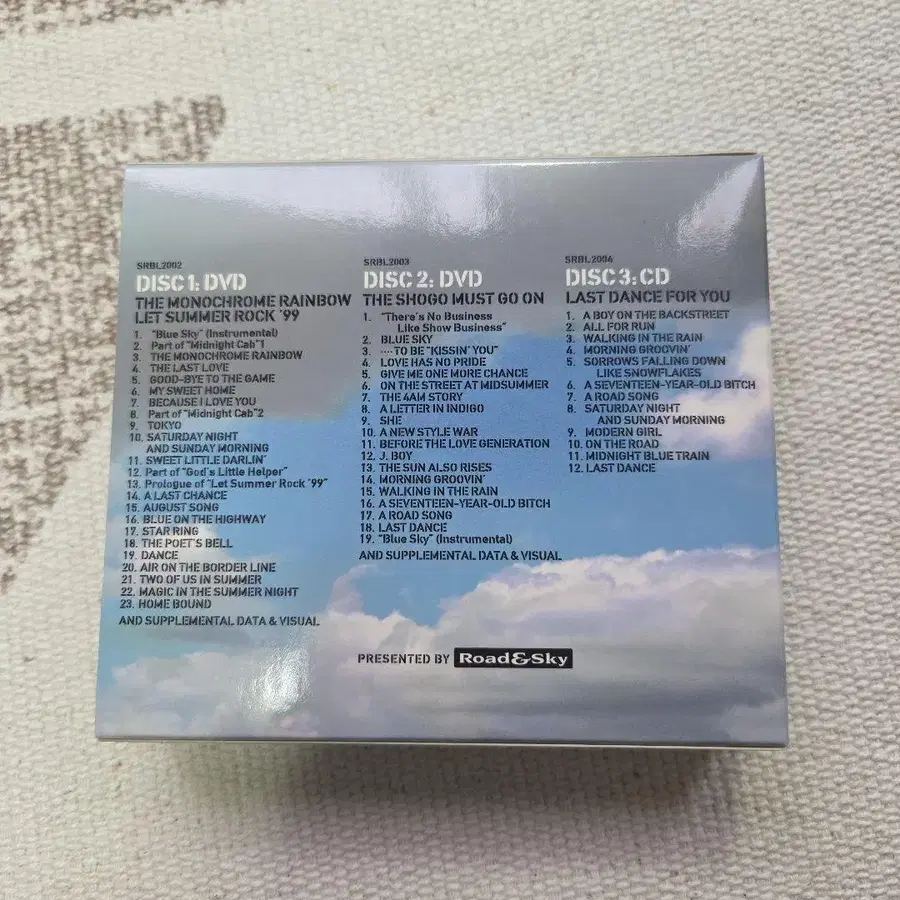 SRBL2002
DISC 1: DVD
THE MONOCHROME RAINBOW
LET SUMMER ROCK '99
1. "Blue Sky" (Instrumental)
2. Part of "Midnight Cab" 1
3. THE MONOCHROME RAINBOW
4. THE LAST LOVE
5. GOOD-BYE TO THE GAME
6. MY SWEET HOME
7. BECAUSE I LOVE YOU
8. Part of "Midnight Cab" 2
9. TOKYO
10. SATURDAY NIGHT
AND SUNDAY MORNING
11. SWEET LITTLE DARLIN'
12. Part of "God's Little Helper"
13. Prologue of "Let Summer Rock '99"
14. A LAST CHANCE
15. AUGUST SONG
16. BLUE ON THE HIGHWAY
17. STAR RING
18. THE POET'S BELL
19. DANCE
20. AIR ON THE BORDER LINE
21. TWO OF US IN SUMMER
22. MAGIC IN THE SUMMER NIGHT
23. HOME BOUND
AND SUPPLEMENTAL DATA & VISUAL
SRBL2003
DISC 2: DVD
THE SHOGO MUST GO ON
1. "There's No Business
Like Show Business"
2. BLUE SKY
3. ····TO BE "KISSIN' YOU"
4. LOVE HAS NO PRIDE
5. GIVE ME ONE MORE CHANCE
6. ON THE STREET AT MIDSUMMER
7. THE 4AM STORY
8. A LETTER IN INDIGO
9. SHE
10. A NEW STYLE WAR
11. BEFORE THE LOVE GENERATION
12. J. BOY
13. THE SUN ALSO RISES
14. MORNING GROOVIN'
15. WALKING IN THE RAIN
16. A SEVENTEEN-YEAR-OLD BITCH
17. A ROAD SONG
18. LAST DANCE
19. "Blue Sky" (Instrumental)
AND SUPPLEMENTAL DATA & VISUAL
SRBL2004
DISC 3: CD
LAST DANCE FOR YOU
1. A BOY ON THE BACKSTREET
2. ALL FOR RUN
3. WALKING IN THE RAIN
4. MORNING GROOVIN'
5. SORROWS FALLING DOWN
LIKE SNOWFLAKES
6. A SEVENTEEN-YEAR-OLD BITCH
7. A ROAD SONG
8. SATURDAY NIGHT
AND SUNDAY MORNING
9. MODERN GIRL
10. ON THE ROAD
11. MIDNIGHT BLUE TRAIN
12. LAST DANCE
PRESENTED BY Road&Sky